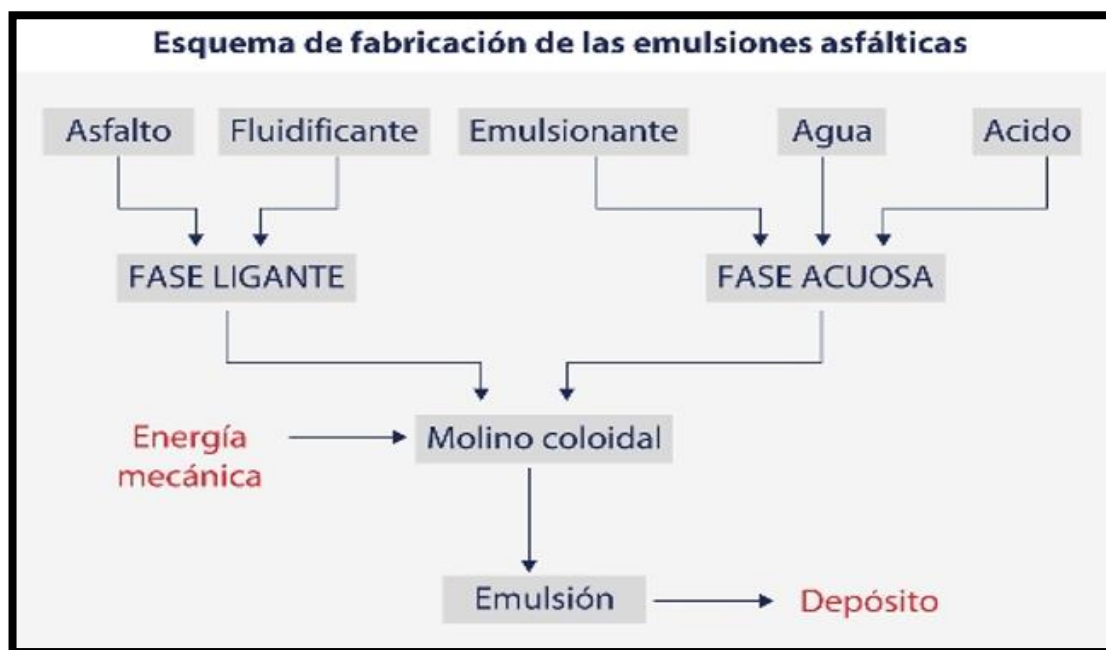 Esquema de fabricación de las emulsiones asfálticas
Asfalto
Fluidificante
Emulsionante
Agua
Acido
FASE LIGANTE
FASE ACUOSA
Energía
mecánica
Molino coloidal
Emulsión
Depósito